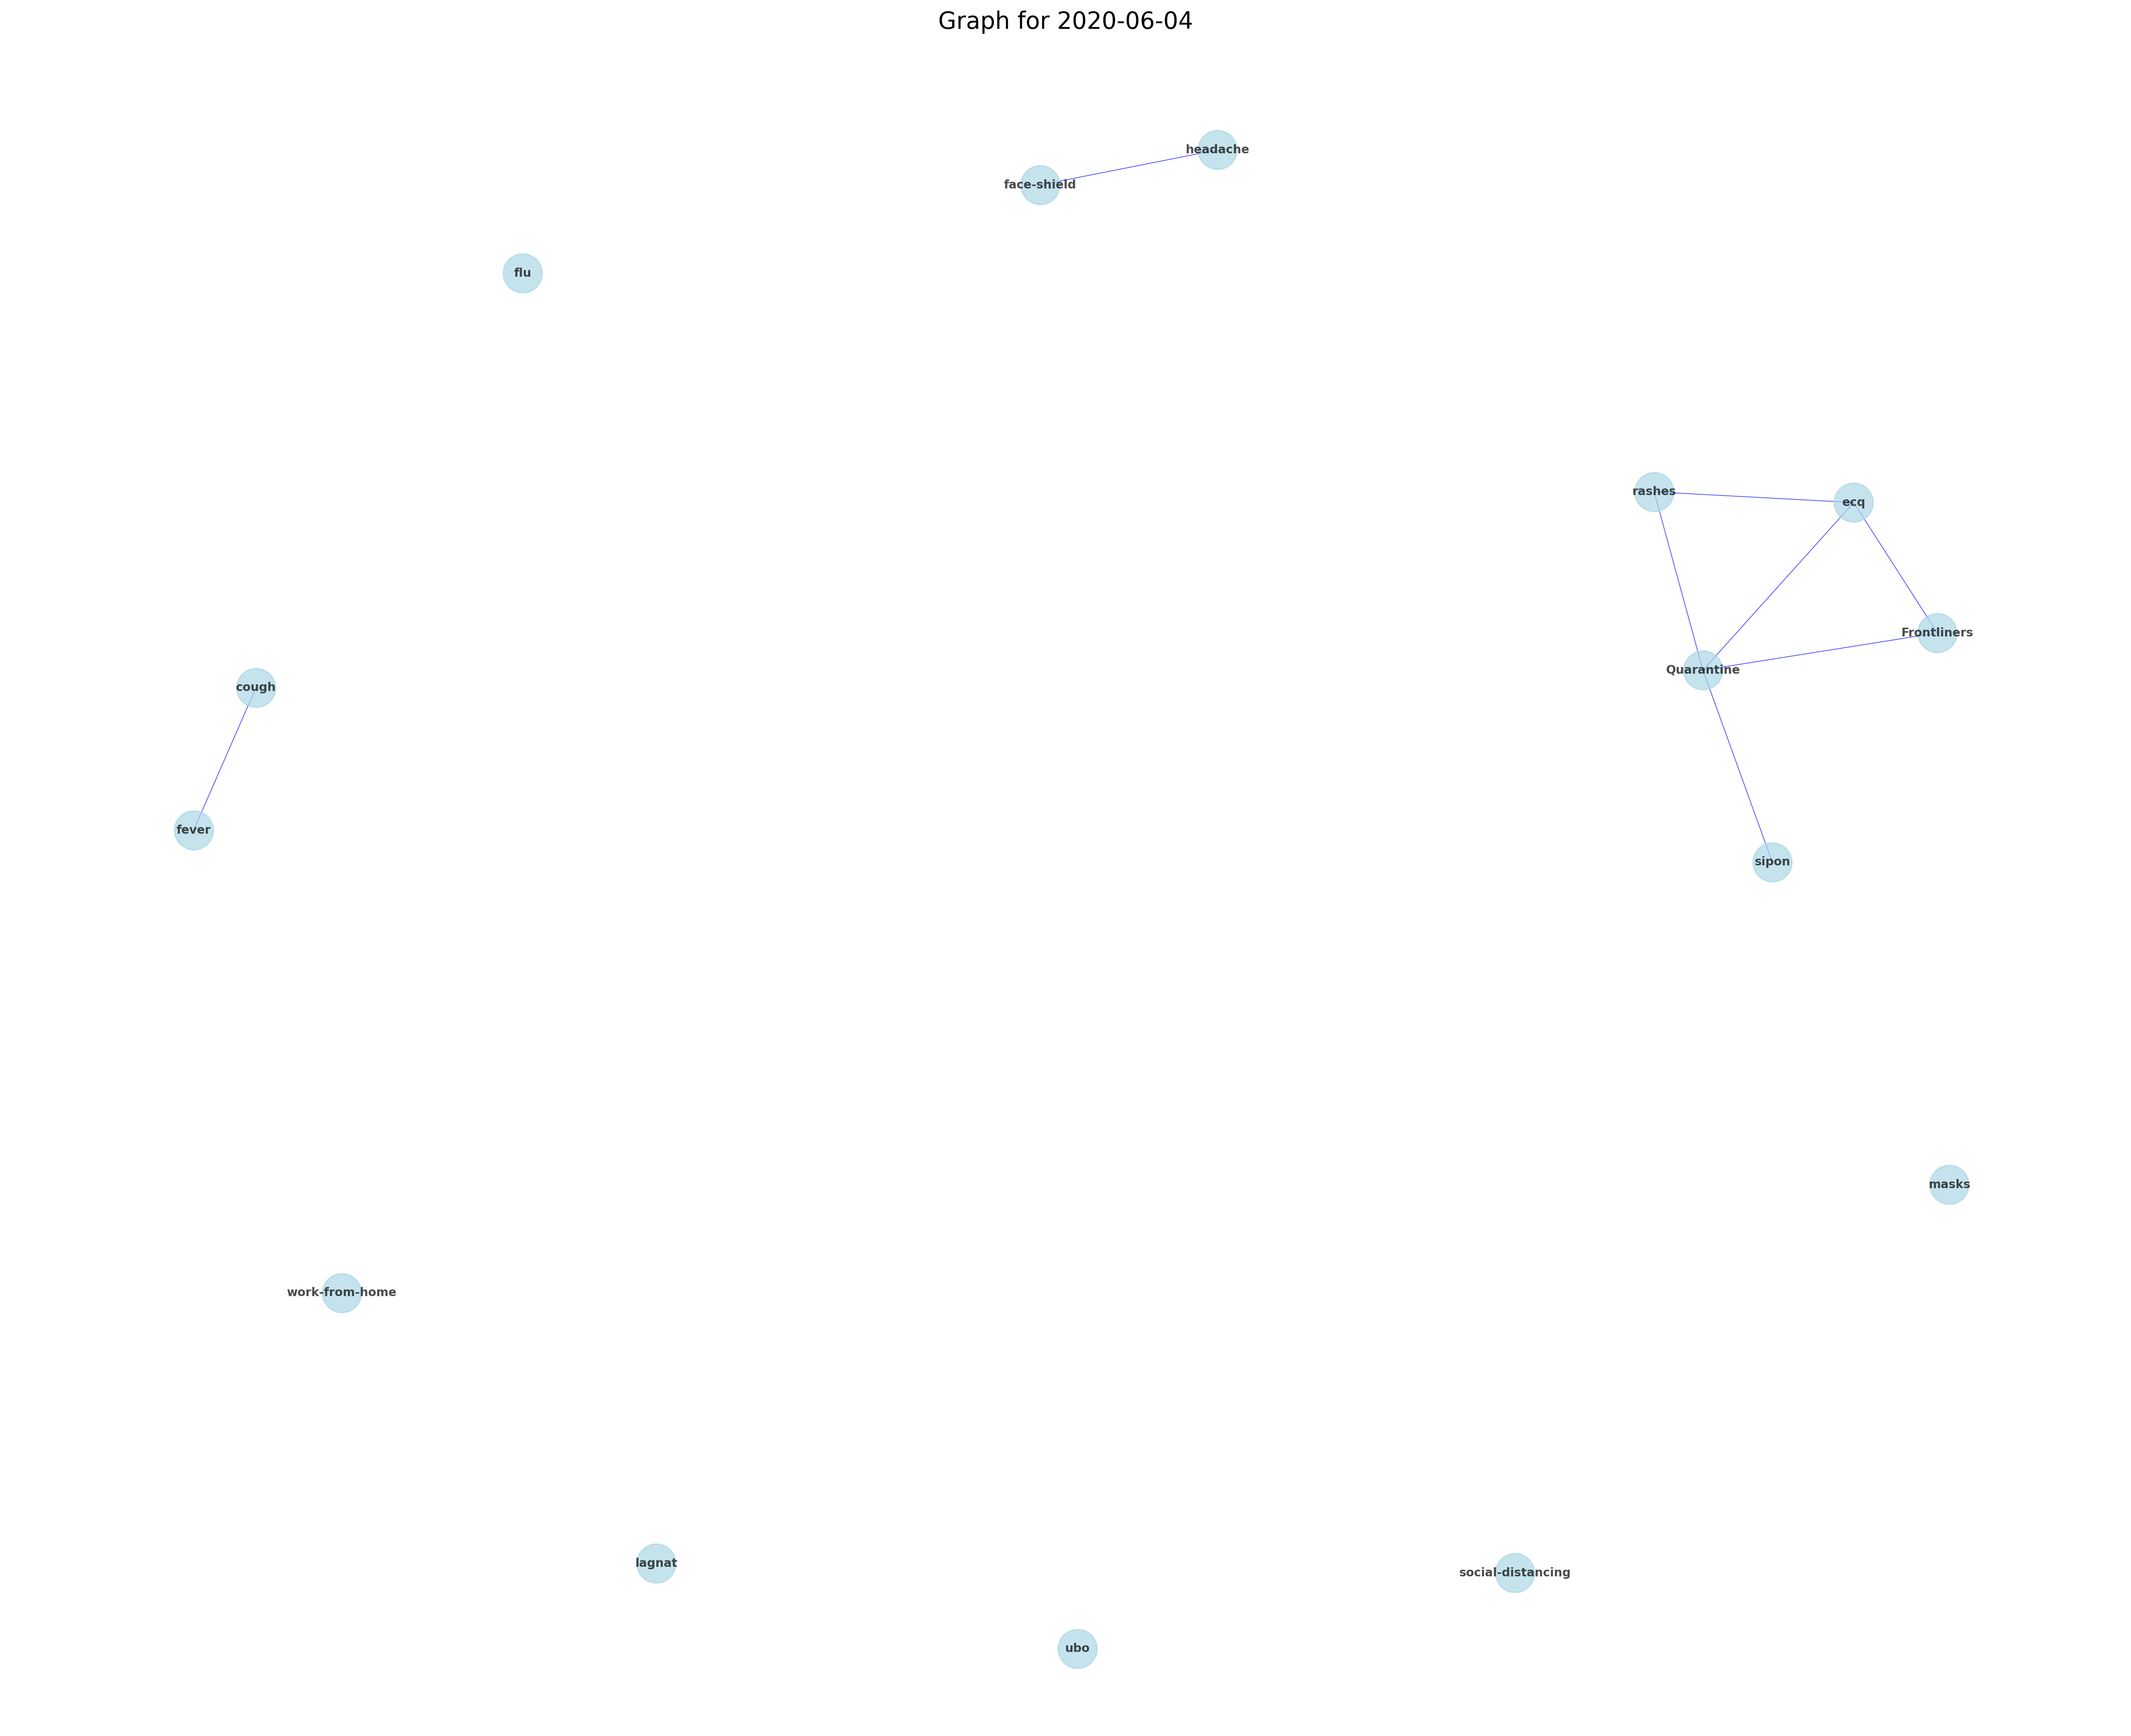 Graph for 2020-06-04
headache
face-shield
flu
rashes
ecq
Frontliners
Quarantine
cough
fever
sipon
masks
work-from-home
lagnat
social-distancing
ubo